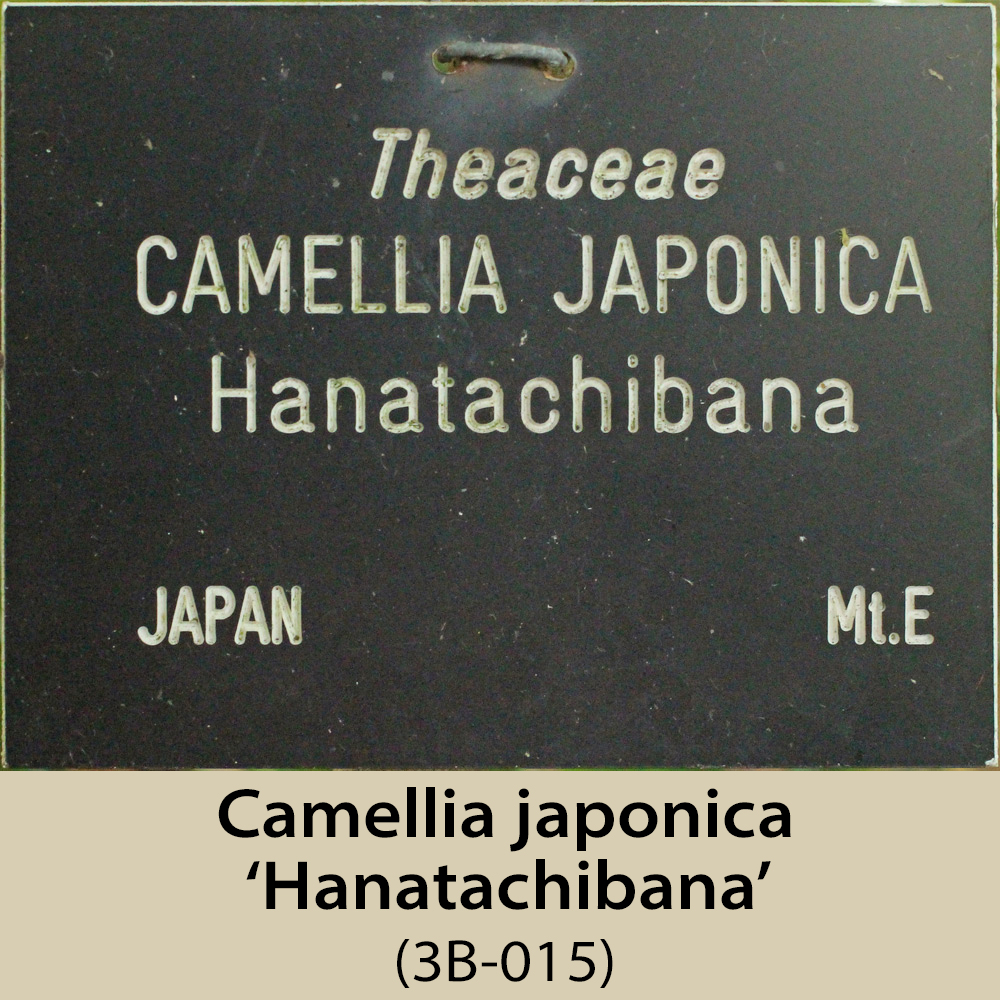 Theaceae
CAMELLIA JAPONICA
Hanatachibana
JAPAN Mt.E
Camellia japonica
‘Hanatachibana’
(3B-015)